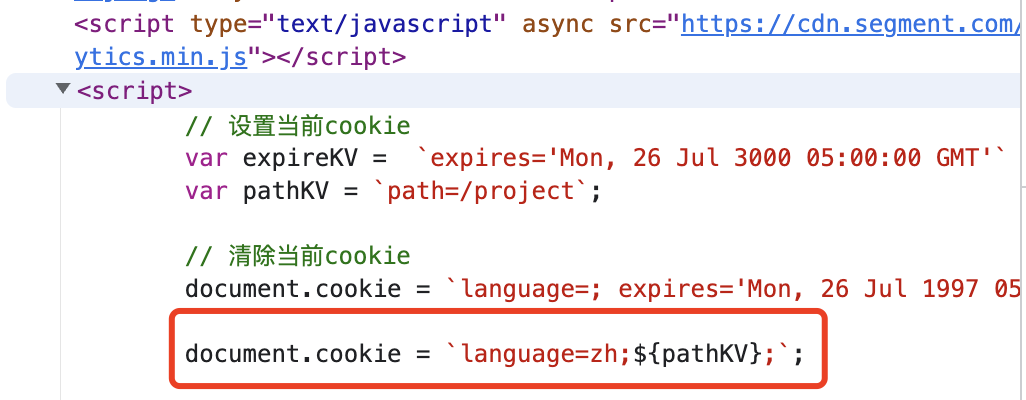 <script type="text/javascript" async src="https://cdn.segment.com/
ytics.min.js"></script>
<script>
// 设置当前cookie
var expireKV =  `expires='Mon, 26 Jul 3000 05:00:00 GMT'`
var pathKV = `path=/project`;
// 清除当前cookie
document.cookie = `language=; expires='Mon, 26 Jul 1997 05
document.cookie = `language=zh;${pathKV};`;